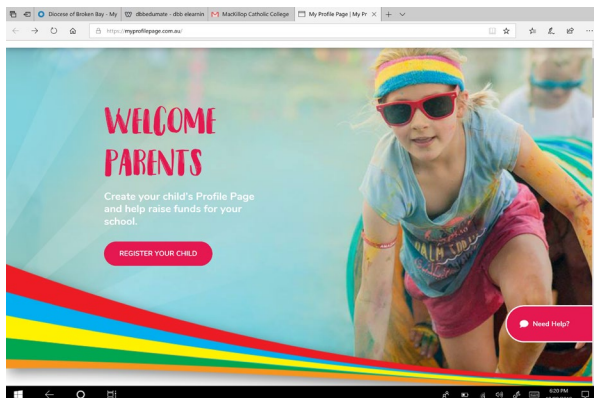 Diocese of Broken Bay - My
dbbedumate - dbb elearnin
MacKillop Catholic College
My Profile Page | My Pr
https://myprofilepage.com.au/
WELCOME
PARENTS
Create your child's Profile Page
and help raise funds for your
school.
REGISTER YOUR CHILD
PALM
Need Help?
6:20 PM